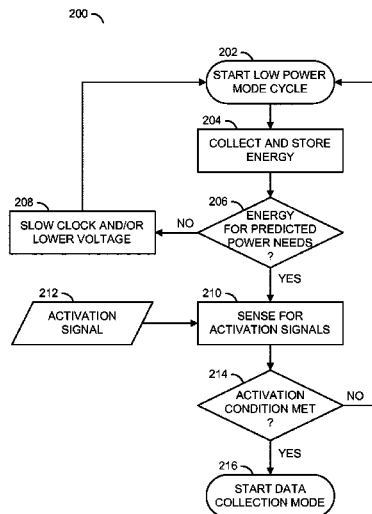 200
202
START LOW POWER
MODE CYCLE
204
COLLECT AND STORE
ENERGY
206
ENERGY
FOR PREDICTED
POWER NEEDS
?
NO
208
SLOW CLOCK AND/OR
LOWER VOLTAGE
YES
212
ACTIVATION
SIGNAL
210
SENSE FOR
ACTIVATION SIGNALS
214
ACTIVATION
CONDITION MET
?
NO
YES
216
START DATA
COLLECTION MODE